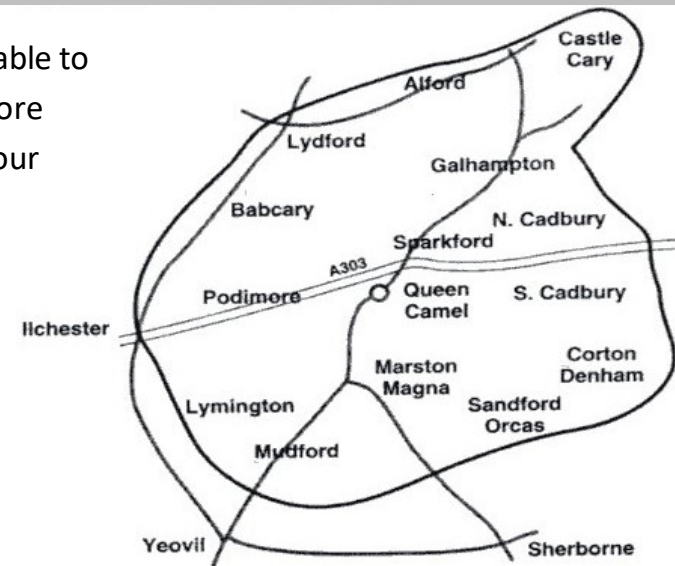 able to
ore
our
Castle
Cary
Alford
Lydford
Galhampton
Babcary
N. Cadbury
Sparkford
A303
Podimore
Queen
Camel
S. Cadbury
Ilchester
Corton
Denham
Marston
Magna
Lymington
Sandford
Orcas
Mudford
Yeovil
Sherborne